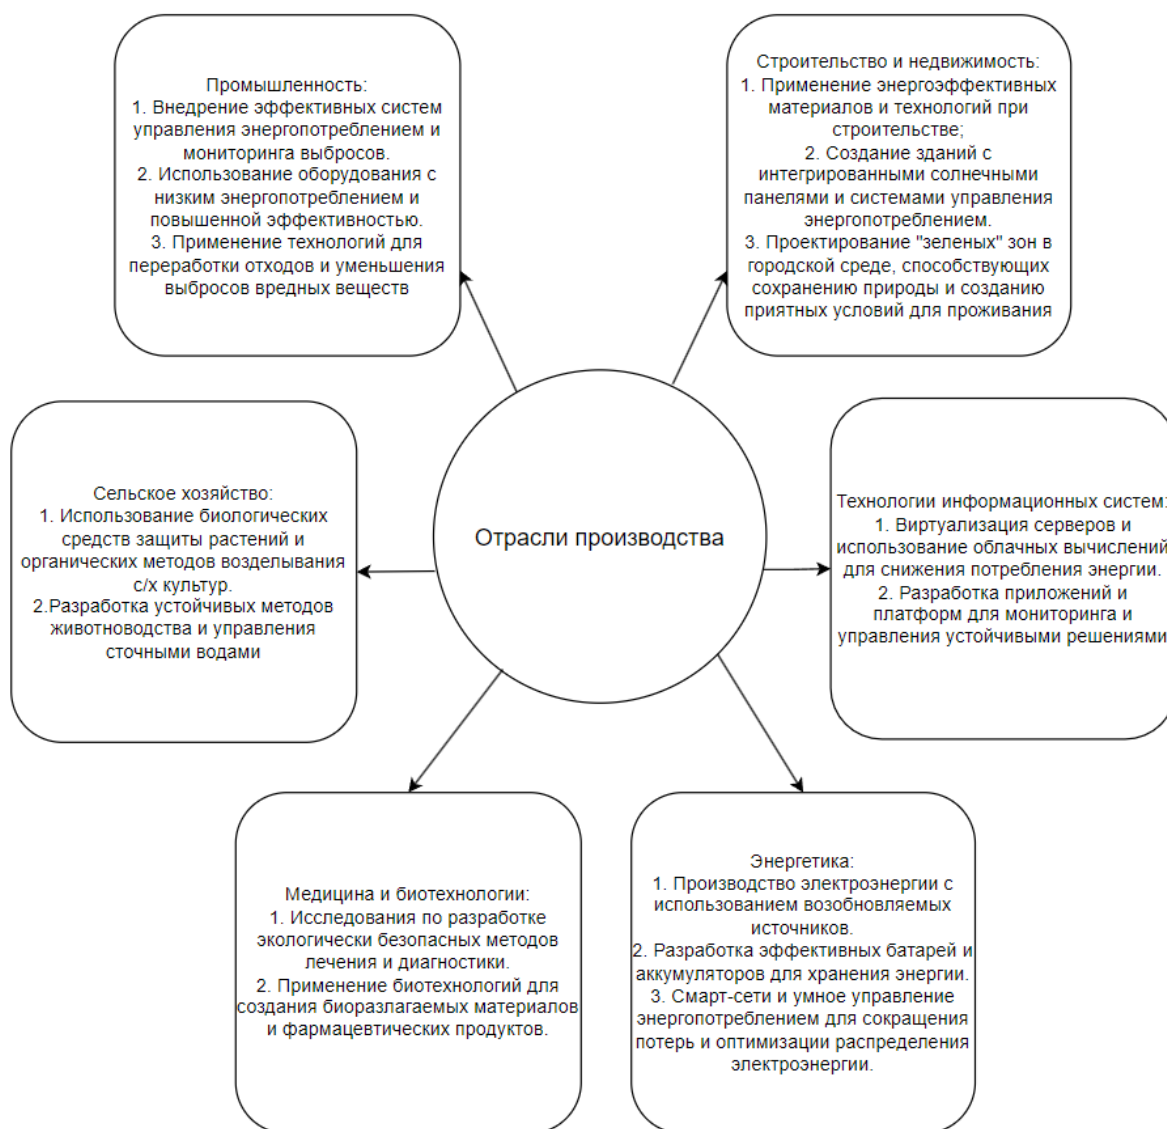 Промышленность:
1. Внедрение эффективных систем
управления энергопотреблением и
мониторинга выбросов.
2. Использование оборудования с
низким энергопотреблением и
повышенной эффективностью.
3. Применение технологий для
переработки отходов и уменьшения
выбросов вредных веществ
Строительство и недвижимость:
1. Применение энергоэффективных
материалов и технологий при
строительстве;
2. Создание зданий с
интегрированными солнечными
панелями и системами управления
энергопотреблением.
3. Проектирование "зеленых" зон в
городской среде, способствующих
сохранению природы и созданию
приятных условий для проживания
Сельское хозяйство:
1. Использование биологических
средств защиты растений и
органических методов возделывания
с/х культур.
2.Разработка устойчивых методов
животноводства и управления
сточными водами
Отрасли производства
Технологии информационных систем:
1. Виртуализация серверов и
использование облачных вычислений
для снижения потребления энергии.
2. Разработка приложений и
платформ для мониторинга и
управления устойчивыми решениями
Медицина и биотехнологии:
1. Исследования по разработке
экологически безопасных методов
лечения и диагностики.
2. Применение биотехнологий для
создания биоразлагаемых материалов
и фармацевтических продуктов.
Энергетика:
1. Производство электроэнергии с
использованием возобновляемых
источников.
2. Разработка эффективных батарей и
аккумуляторов для хранения энергии.
3. Смарт-сети и умное управление
энергопотреблением для сокращения
потерь и оптимизации распределения
электроэнергии.